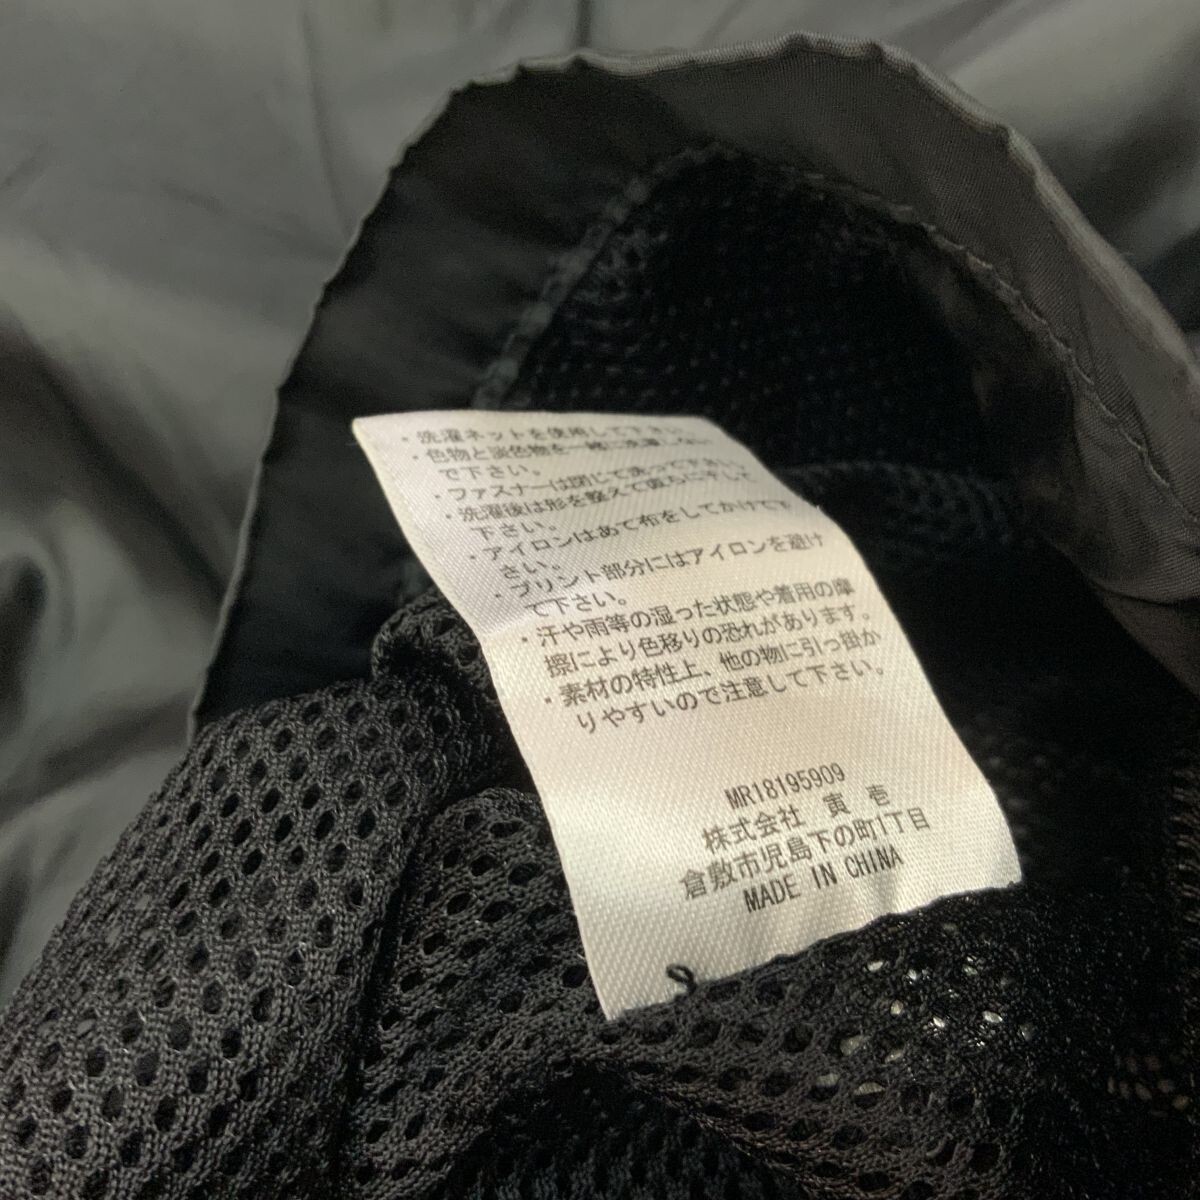 ・洗濯ネットを使用して下さい。
・色物と淡色物を一緒に洗濯しない
で下さい。
・ファスナーは閉じて洗って下さい。
・洗濯後は形を整えて直ちに干して
下さい。
・アイロンはあて布をしてかけて下
さい。
・プリント部分にはアイロンを避け
て下さい。
・汗や雨等の湿った状態や着用の摩
擦により色移りの恐れがあります。
・素材の特性上、他の物に引っ掛か
りやすいので注意して下さい。
MR18195909
株式会社 寅 壱
倉敷市児島下の町1丁目
MADE IN CHINA